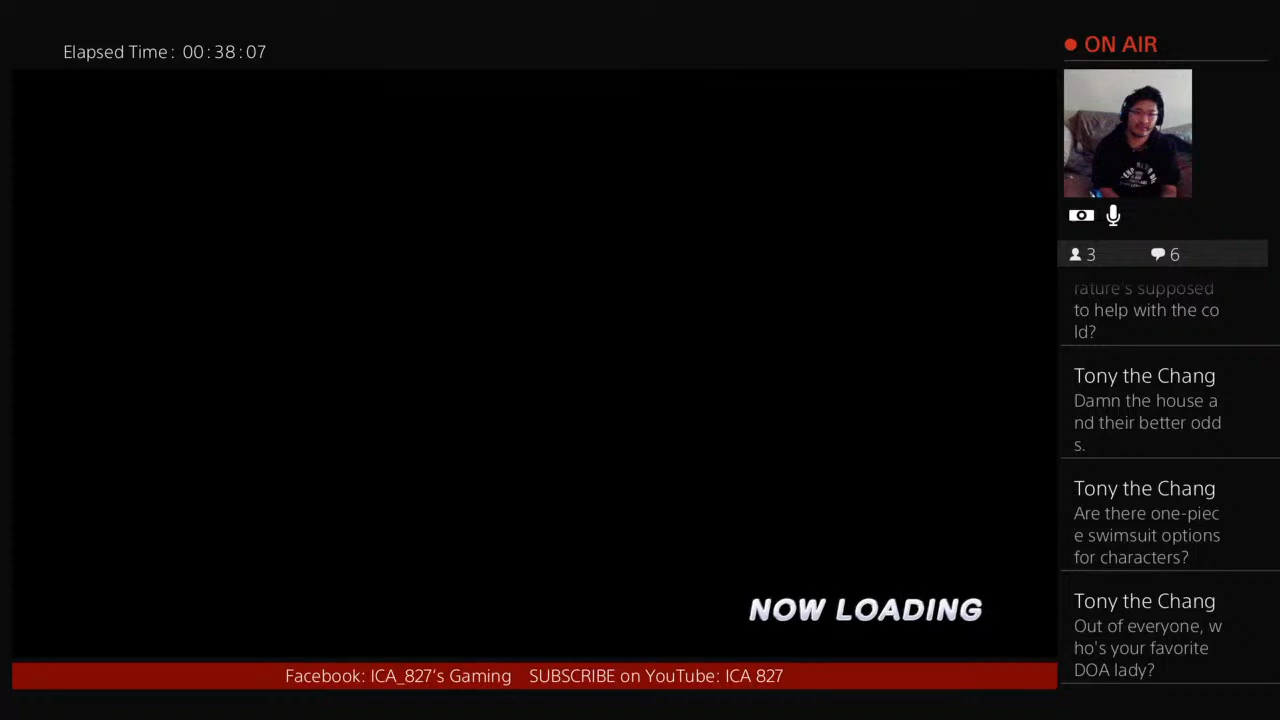 Elapsed Time: 00:38:07
ON AIR
3
6
rature's supposed
to help with the co
ld?
Tony the Chang
Damn the house a
nd their better odd
s.
Tony the Chang
Are there one-piec
e swimsuit options
for characters?
Tony the Chang
Out of everyone, w
ho's your favorite
DOA lady?
NOW LOADING
Facebook: ICA_827's Gaming SUBSCRIBE on YouTube: ICA 827